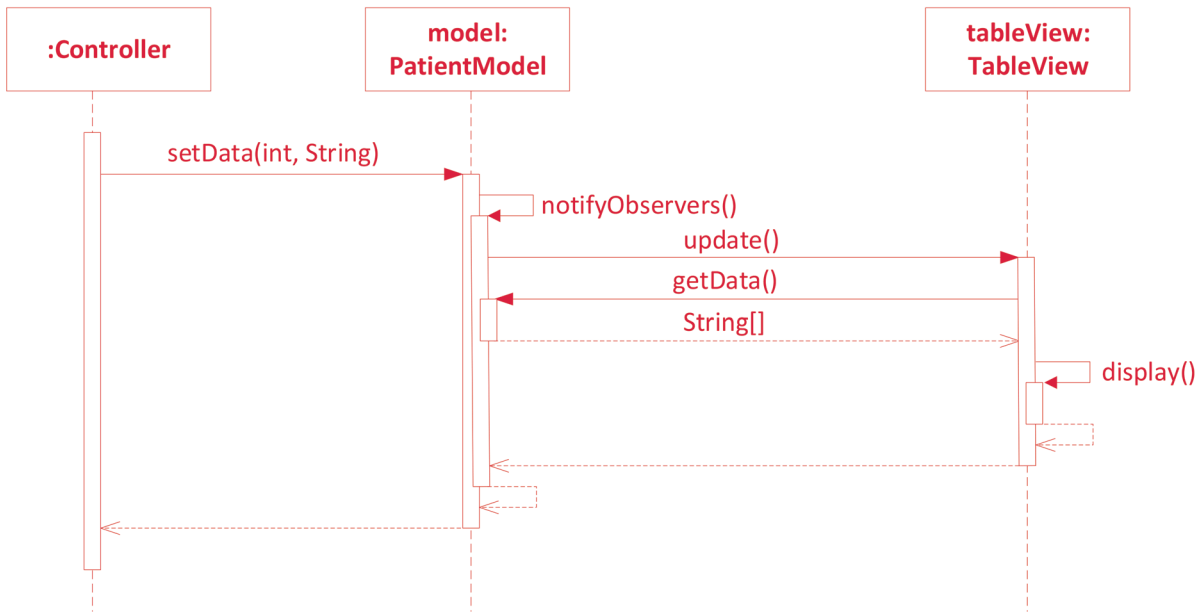 :Controller
model:
PatientModel
tableView:
TableView
setData(int, String)
notifyObservers()
update()
getData()
String[]
display()